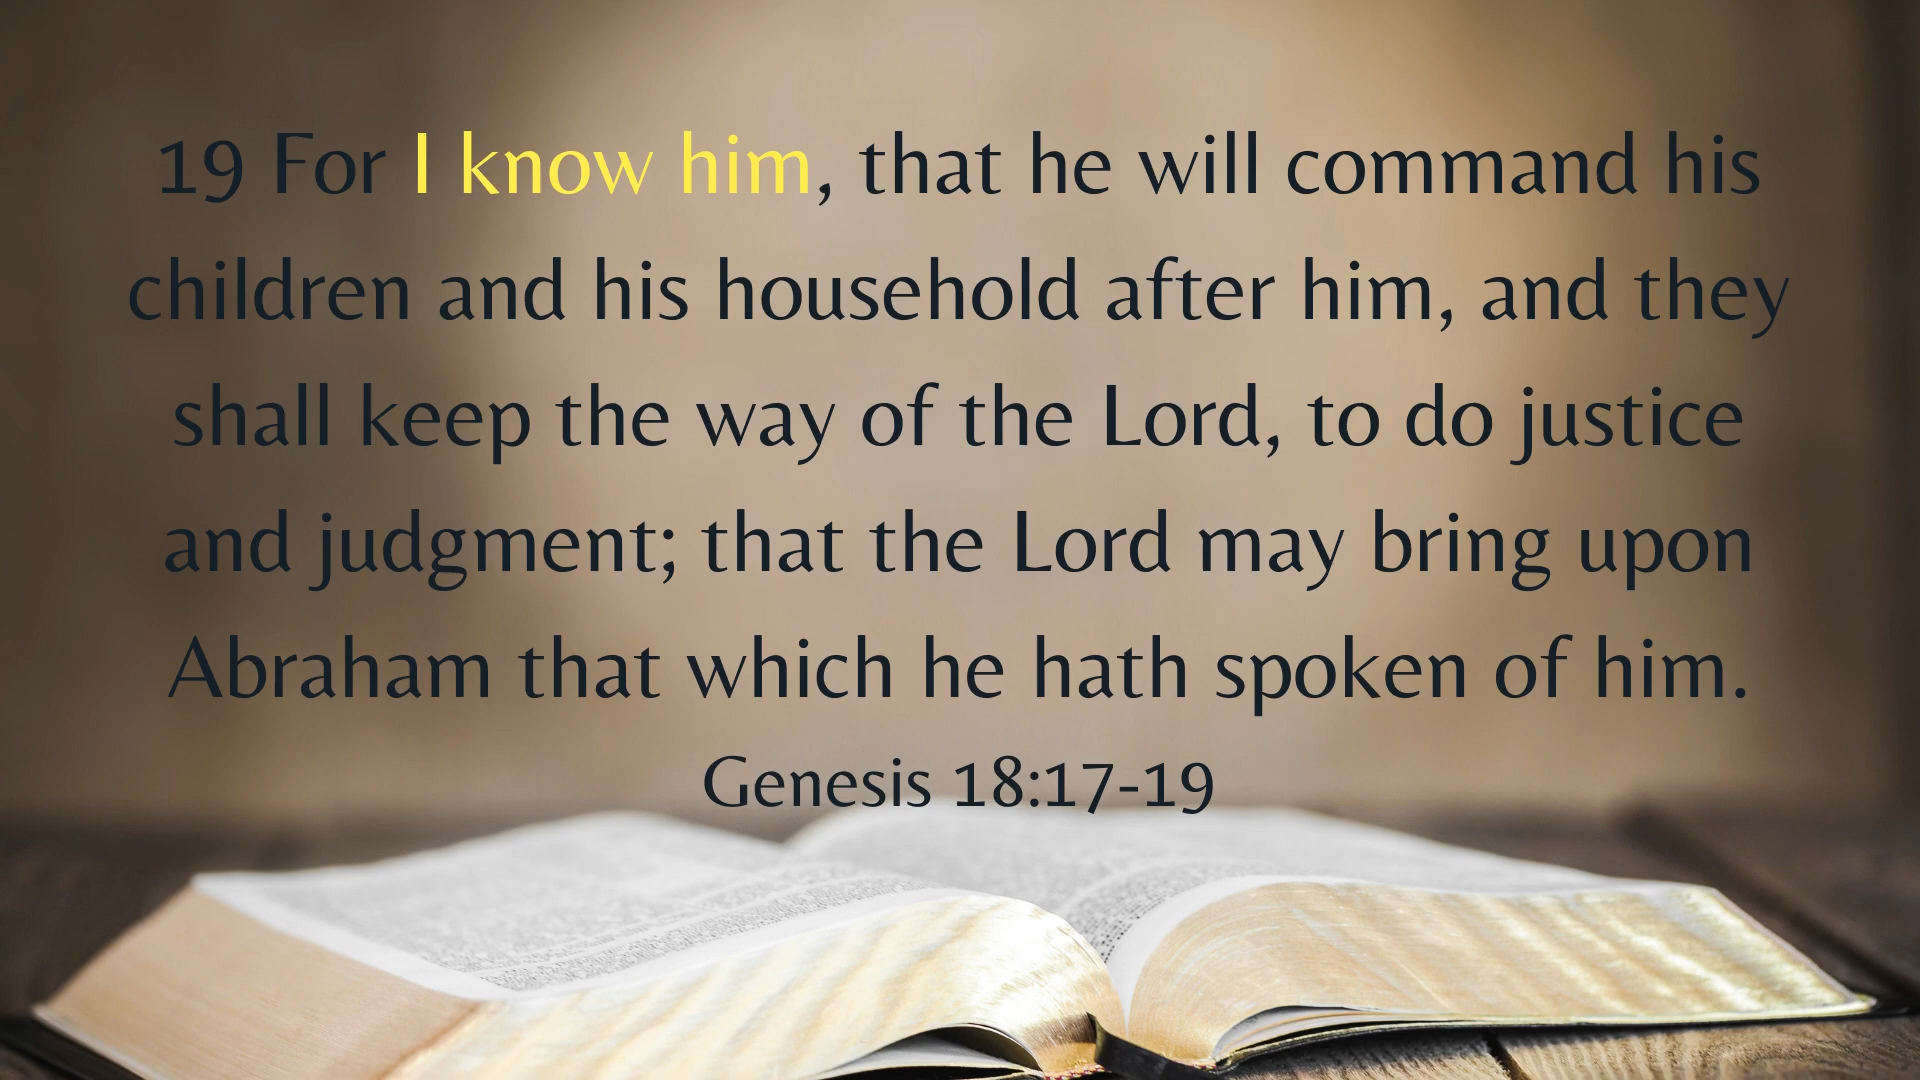 19 For I know him, that he will command his
children and his household after him, and they
shall keep the way of the Lord, to do justice
and judgment; that the Lord may bring upon
Abraham that which he hath spoken of him.
Genesis 18:17-19